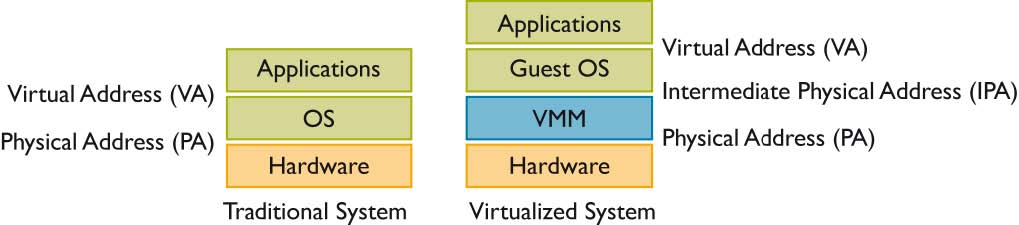 Applications
Virtual Address (VA)
Applications
Guest OS
Virtual Address (VA)
Intermediate Physical Address (IPA)
OS
VMM
Physical Address (PA)
Physical Address (PA)
Hardware
Hardware
Traditional System
Virtualized System